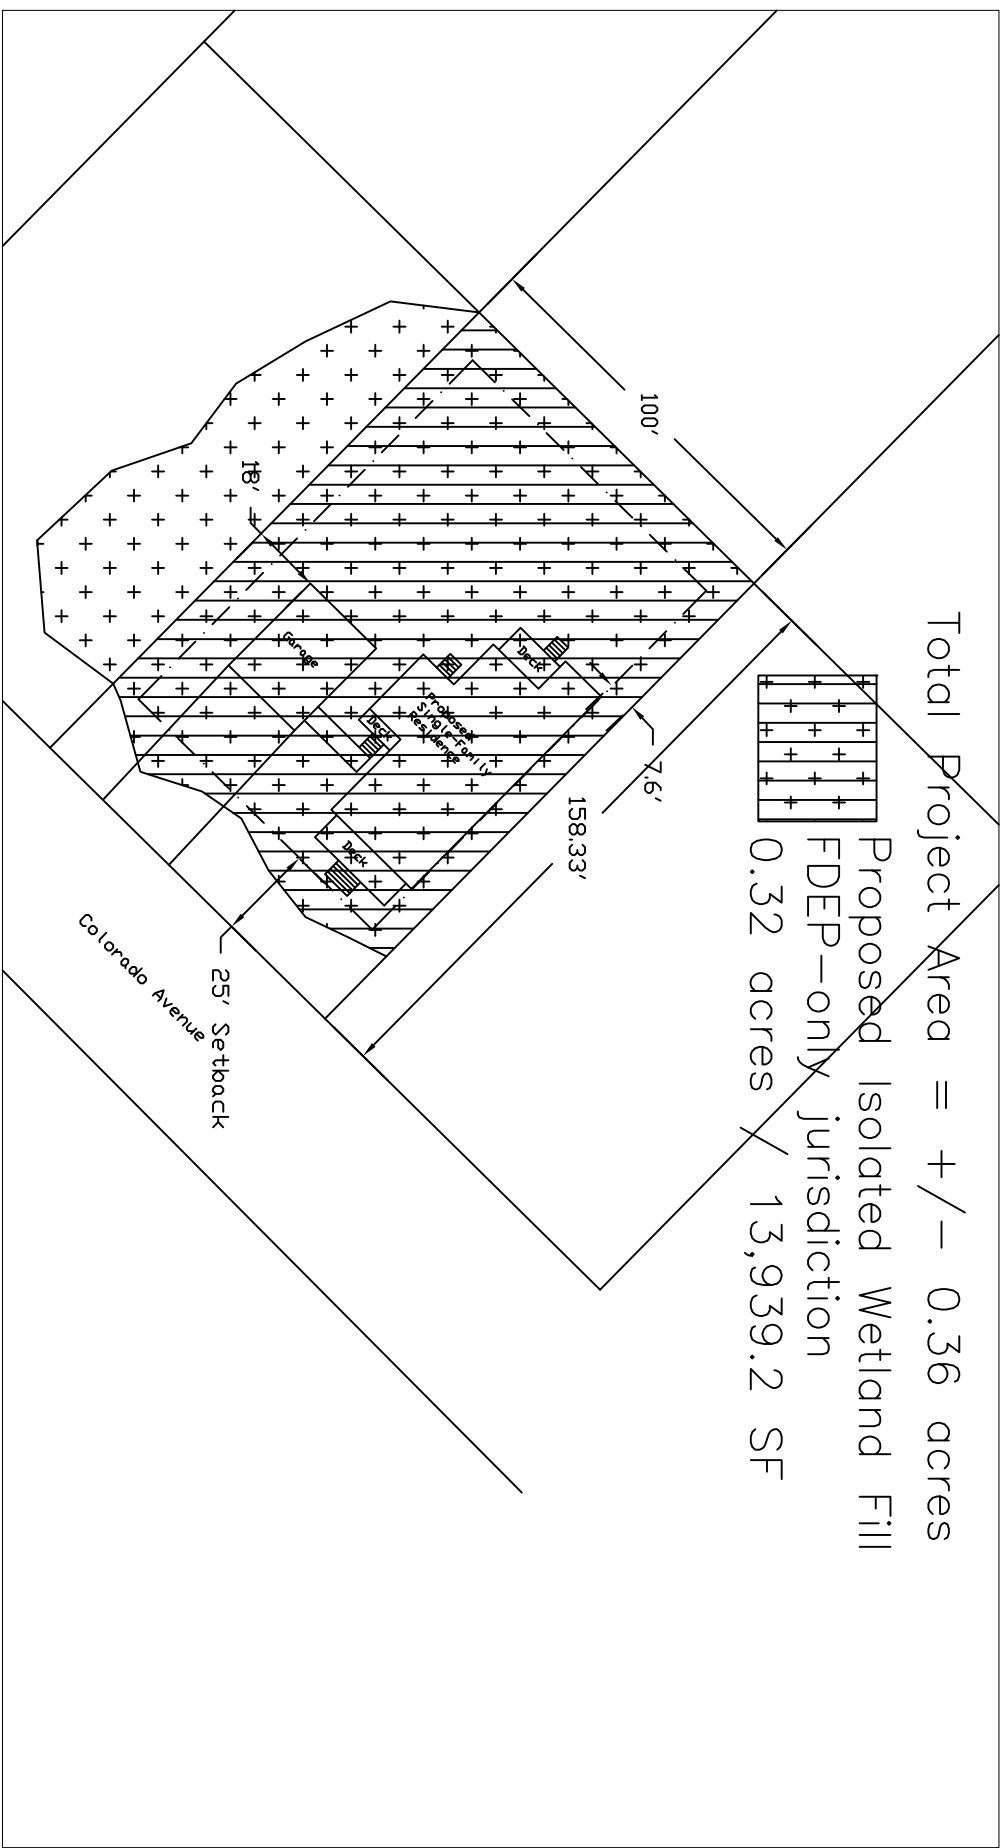 Total Project Area = +/- 0.36 acres
Proposed Isolated Wetland Fill
FDEP-only jurisdiction
0.32 acres / 13,939.2 SF
100'
7.6'
158.33'
Deck
Proposed
Single-Family
Residence
Deck
Garage
18'
Deck
25' Setback
Colorado Avenue